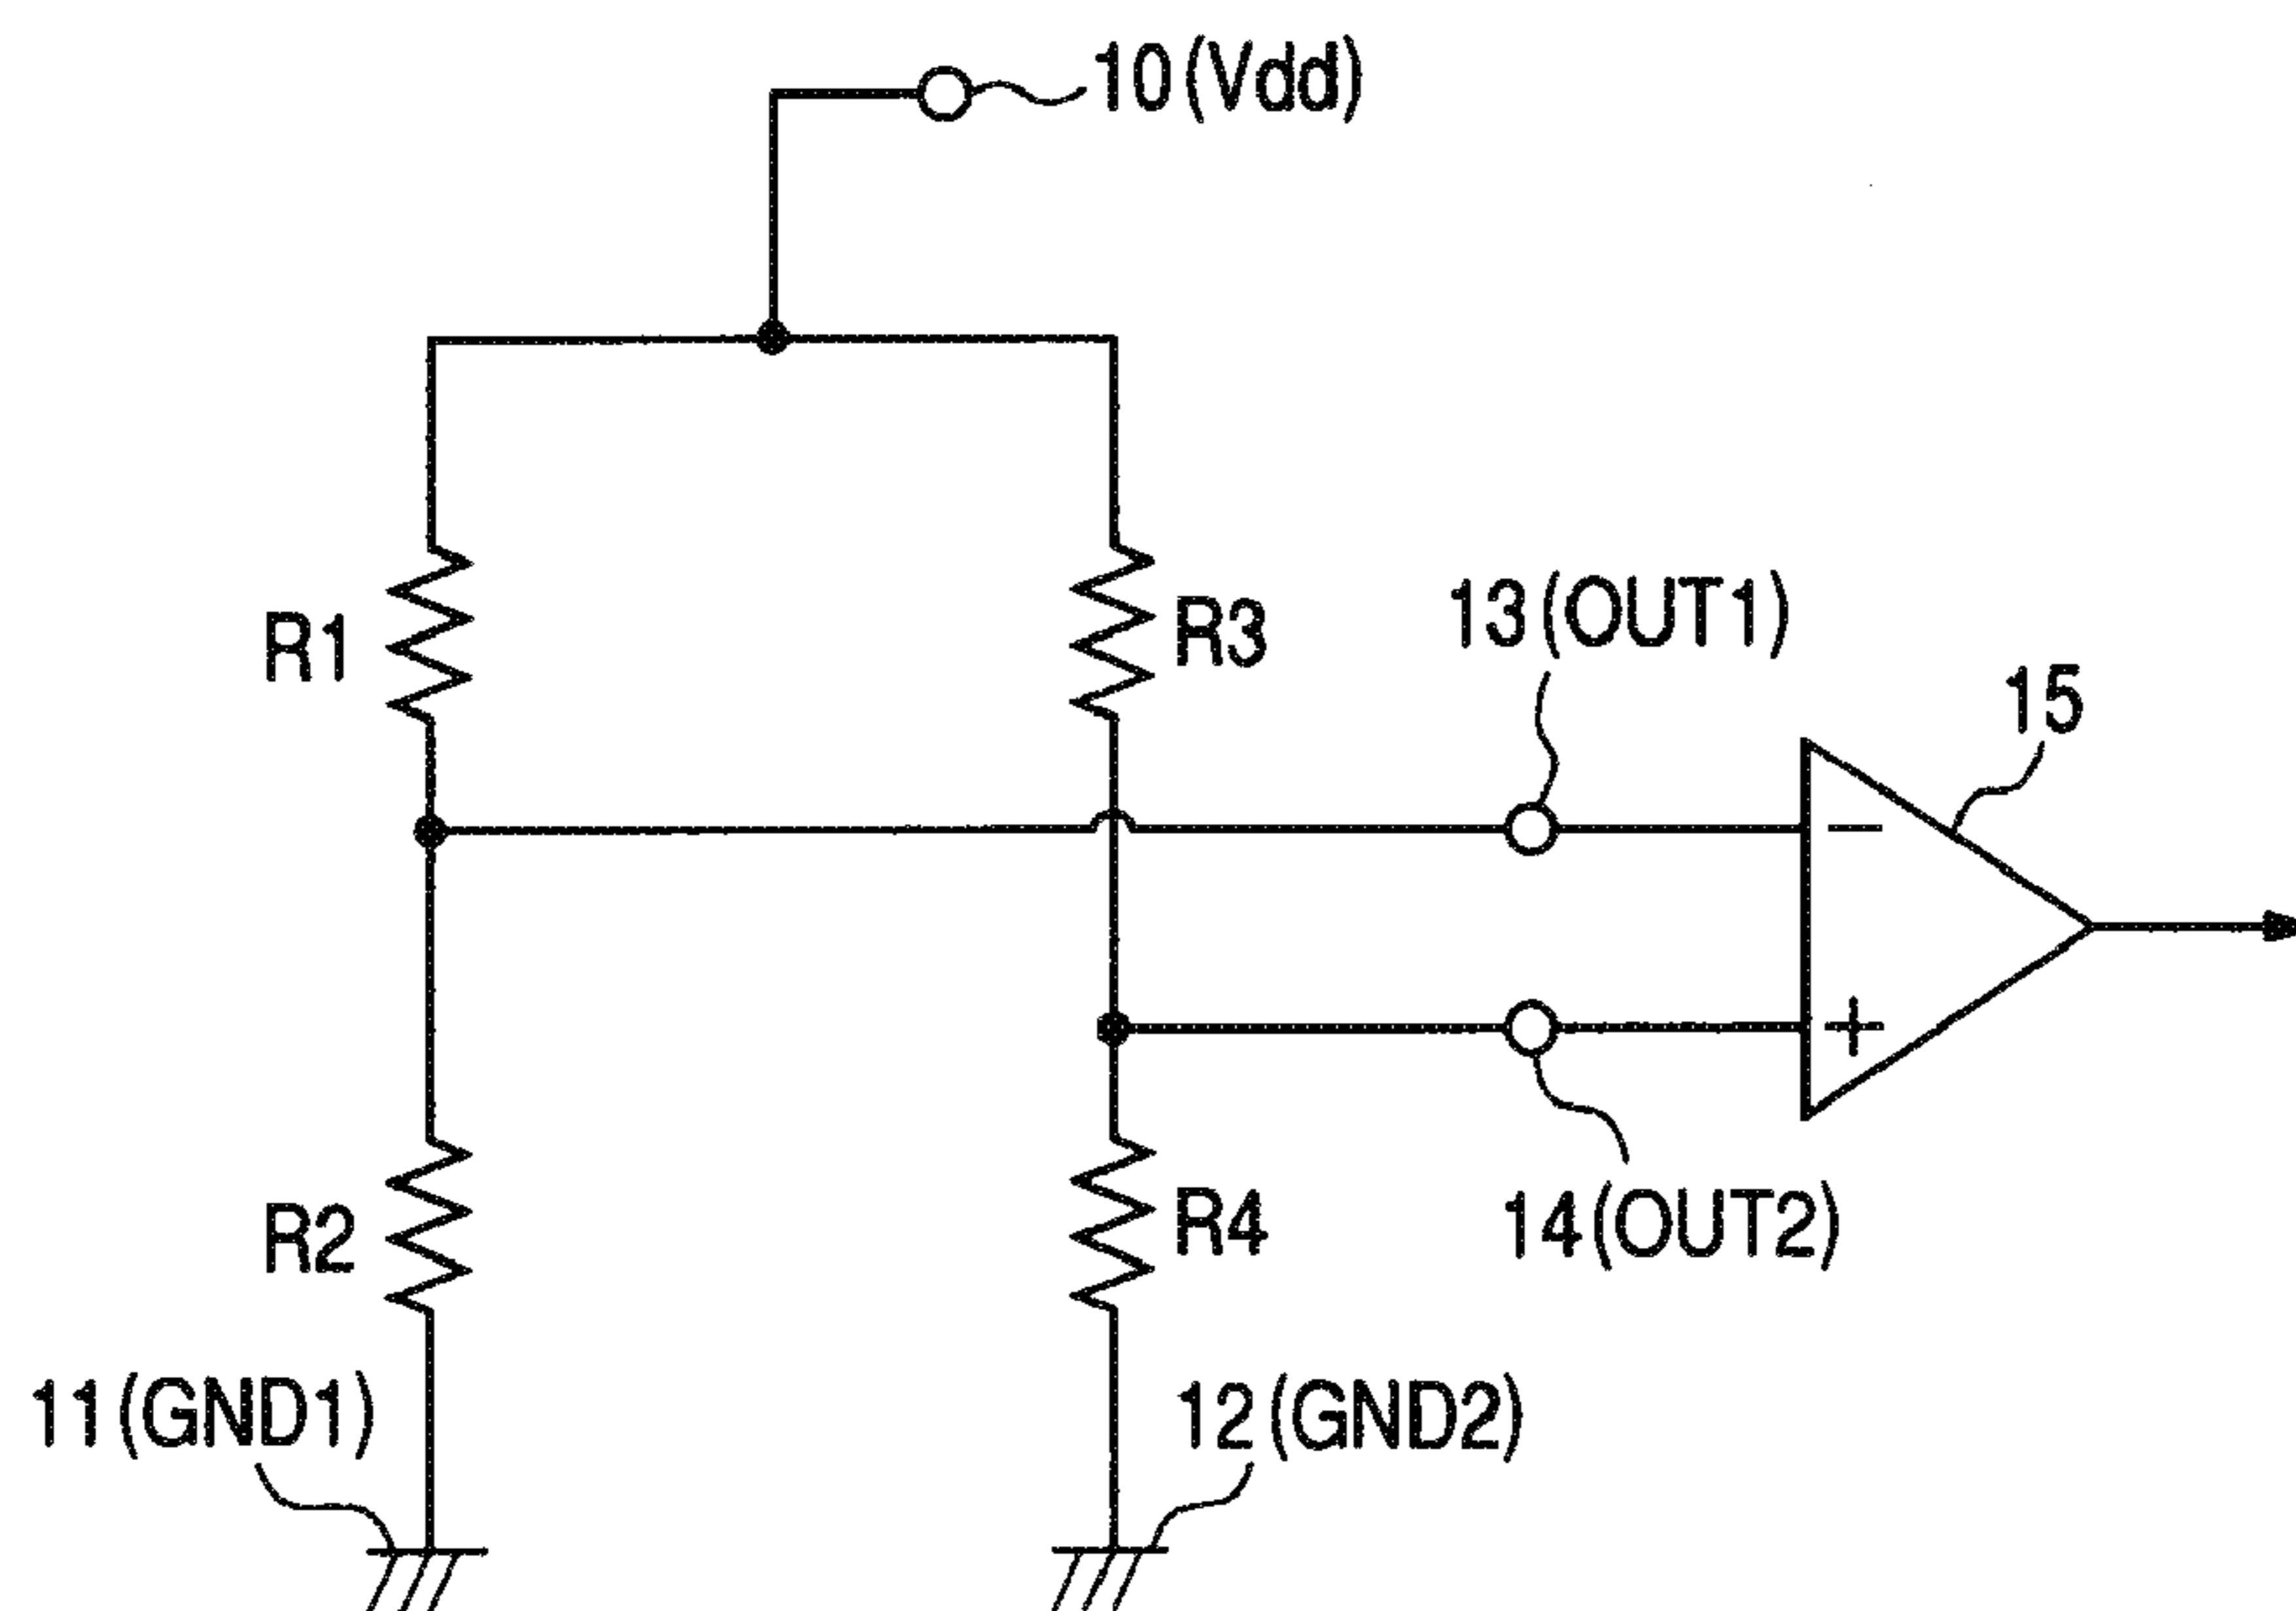 10(Vdd)
R1
R3
13(OUT1)
15
−
+
R2
R4
14(OUT2)
11(GND1)
12(GND2)